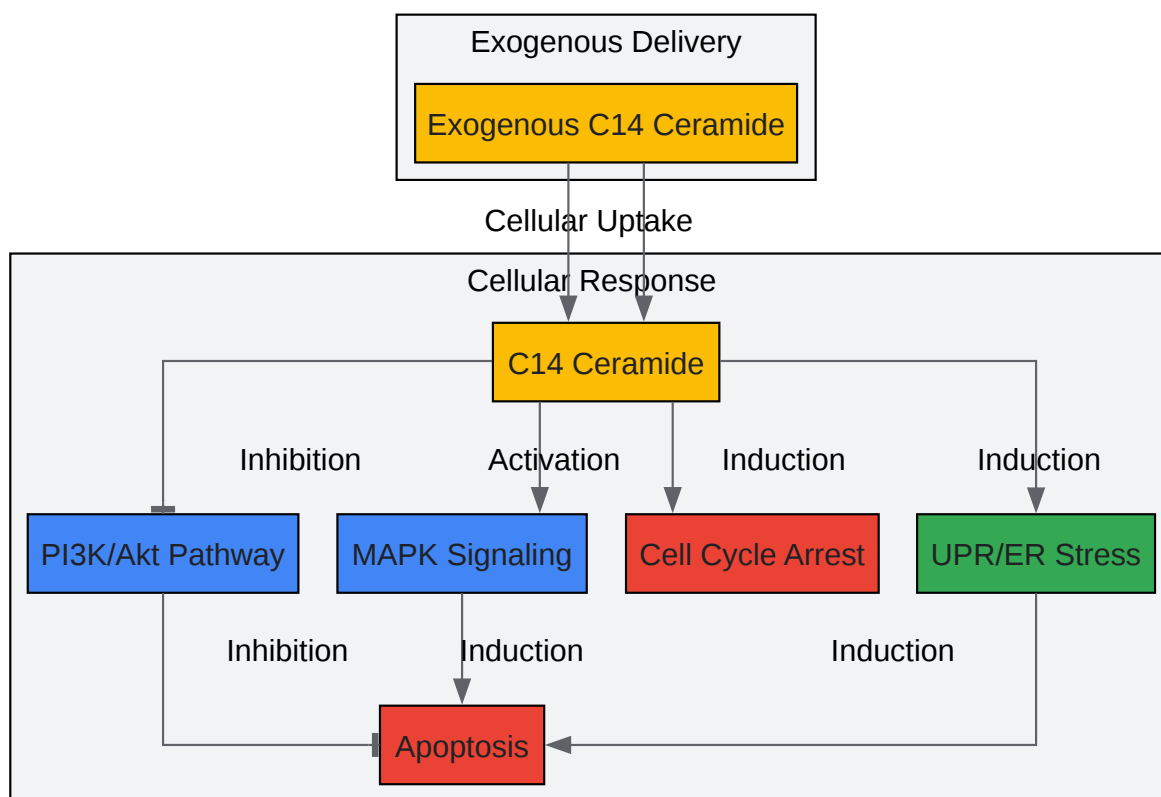 Exogenous Delivery
Exogenous C14 Ceramide
Cellular Uptake
Cellular Response
C14 Ceramide
Inhibition
Activation
Induction
Induction
PI3K/Akt Pathway
MAPK Signaling
Cell Cycle Arrest
UPR/ER Stress
Inhibition
Induction
Induction
Apoptosis